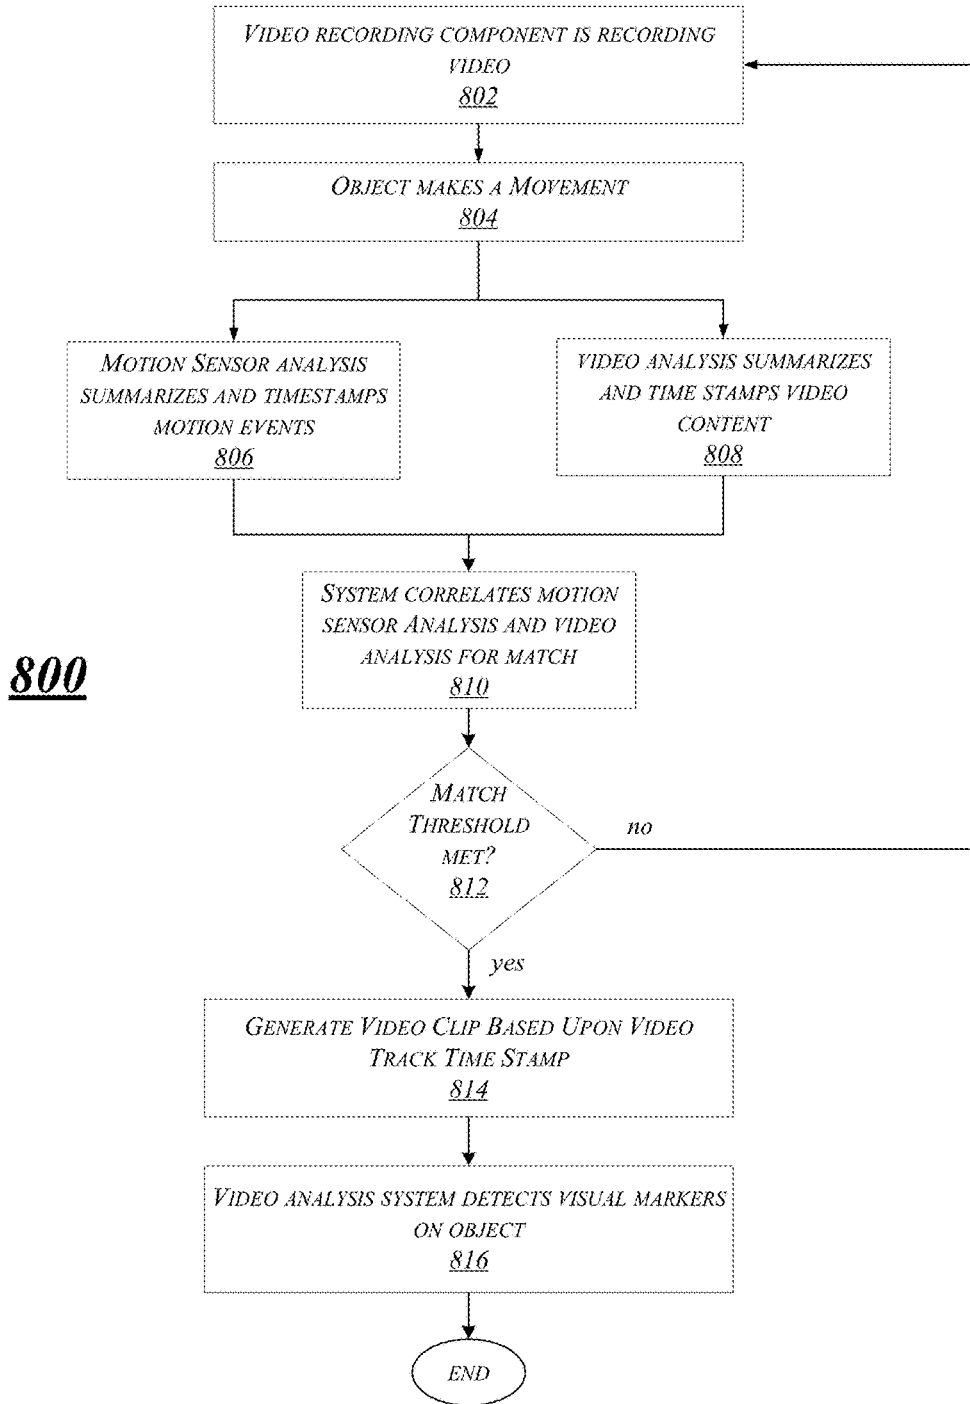 VIDEO RECORDING COMPONENT IS RECORDING
VIDEO
802
OBJECT MAKES A MOVEMENT
804
MOTION SENSOR ANALYSIS
SUMMARIZES AND TIMESTAMPS
MOTION EVENTS
806
VIDEO ANALYSIS SUMMARIZES
AND TIME STAMPS VIDEO
CONTENT
808
SYSTEM CORRELATES MOTION
SENSOR ANALYSIS AND VIDEO
ANALYSIS FOR MATCH
810
800
MATCH
THRESHOLD
MET?
812
no
yes
GENERATE VIDEO CLIP BASED UPON VIDEO
TRACK TIME STAMP
814
VIDEO ANALYSIS SYSTEM DETECTS VISUAL MARKERS
ON OBJECT
816
END